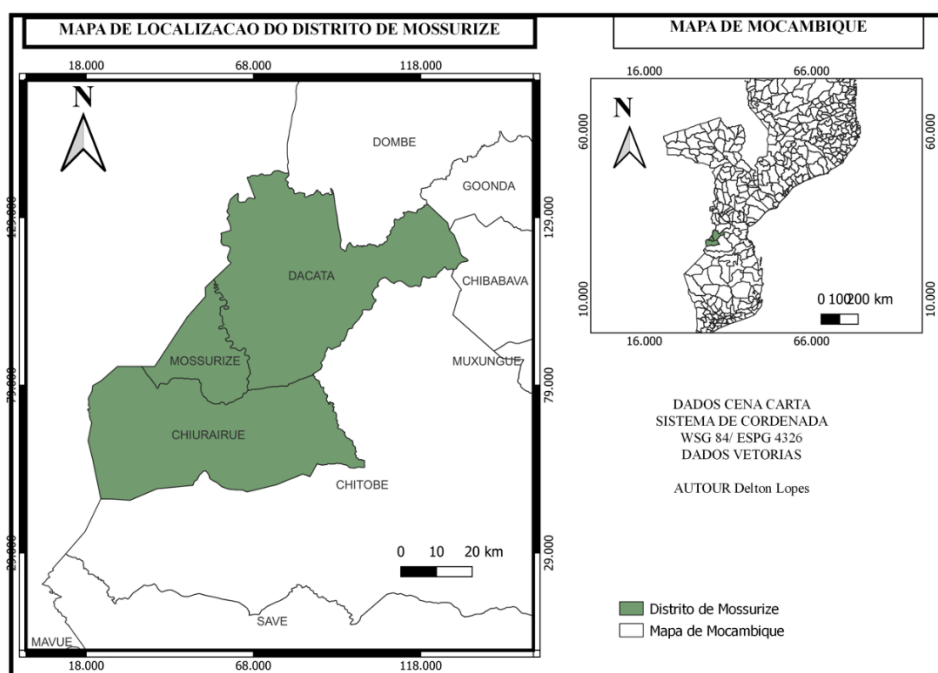 MAPA DE LOCALIZACAO DO DISTRITO DE MOSSURIZE
18.000 68.000 118.000
N
129.000
79.000
29.000
129.000
79.000
29.000
DOMBE
GOONDA
DACATA
CHIBABAVA
MOSSURIZE
MUXUNGUE
CHIURAIRUE
CHITOBE
0 10 20 km
SAVE
MAVUE
18.000 68.000 118.000
MAPA DE MOCAMBIQUE
16.000 66.000
N
60.000
10.000
60.000
10.000
0 100200 km
16.000 66.000
DADOS CENA CARTA
SISTEMA DE CORDENADA
WSG 84/ ESPG 4326
DADOS VETORIAS
AUTOUR Delton Lopes
Distrito de Mossurize
Mapa de Mocambique